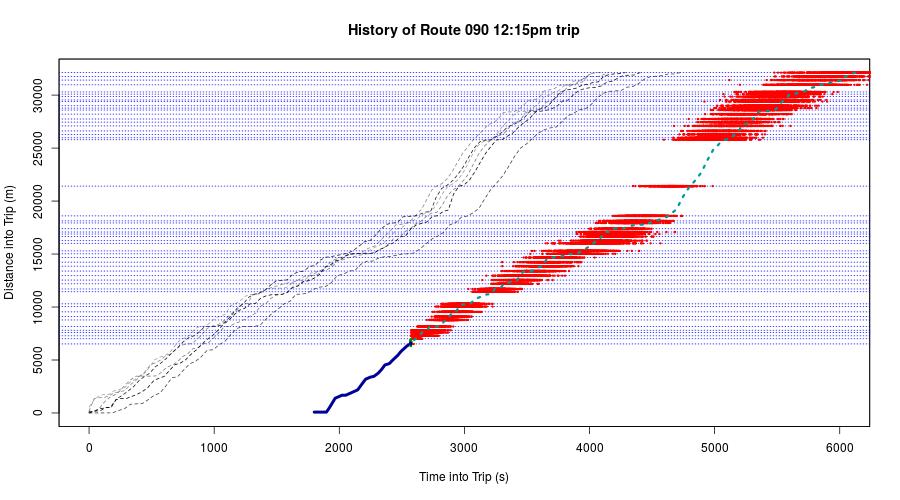 History of Route 090 12:15pm trip
Distance into Trip (m)
30000
25000
20000
15000
10000
5000
0
0 1000 2000 3000 4000 5000 6000
Time into Trip (s)